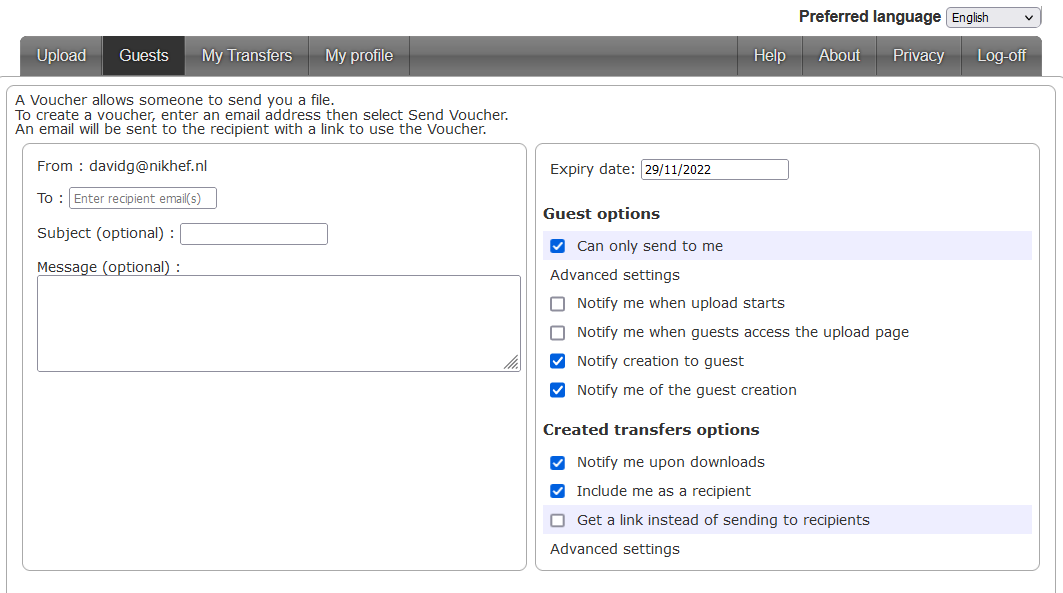 Preferred language English
Upload Guests My Transfers My profile Help About Privacy Log-off
A Voucher allows someone to send you a file.
To create a voucher, enter an email address then select Send Voucher.
An email will be sent to the recipient with a link to use the Voucher.
From : davidg@nikhef.nl
To : Enter recipient email(s)
Subject (optional) :
Message (optional) :
Expiry date: 29/11/2022
Guest options
Can only send to me
Advanced settings
Notify me when upload starts
Notify me when guests access the upload page
Notify creation to guest
Notify me of the guest creation
Created transfers options
Notify me upon downloads
Include me as a recipient
Get a link instead of sending to recipients
Advanced settings